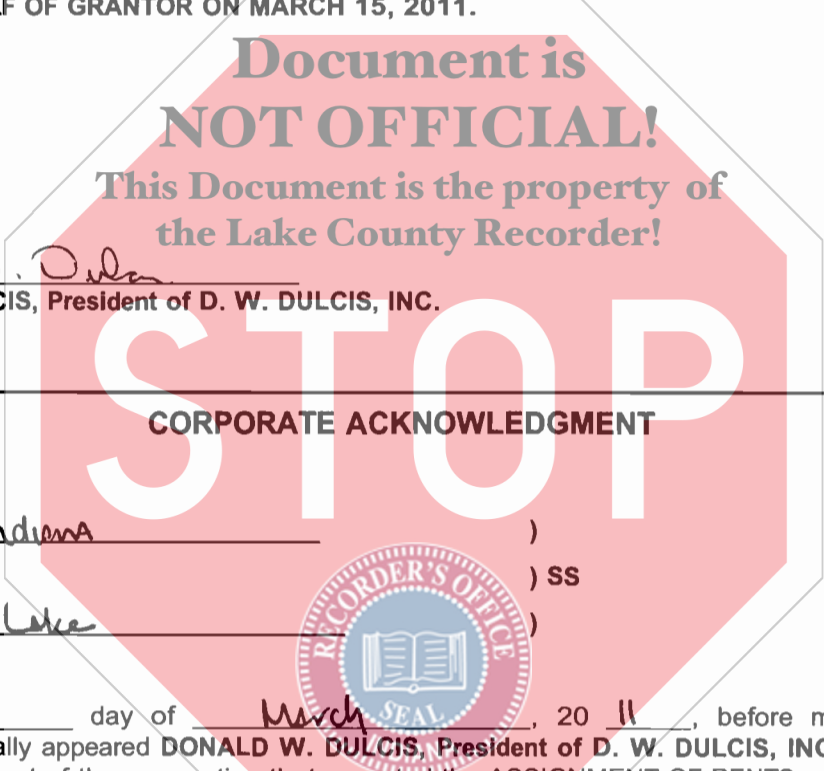 F OF GRANTOR ON MARCH 15, 2011.
Document is
NOT OFFICIAL!
This Document is the property of
the Lake County Recorder!
CIS, President of D. W. DULCIS, INC.
STOP
CORPORATE ACKNOWLEDGMENT
ndiana )
) SS
Lake )
RECORDER'S OFFICE
SEAL
day of March, 20 11, before m
ally appeared DONALD W. DULCIS, President of D. W. DULCIS, INC